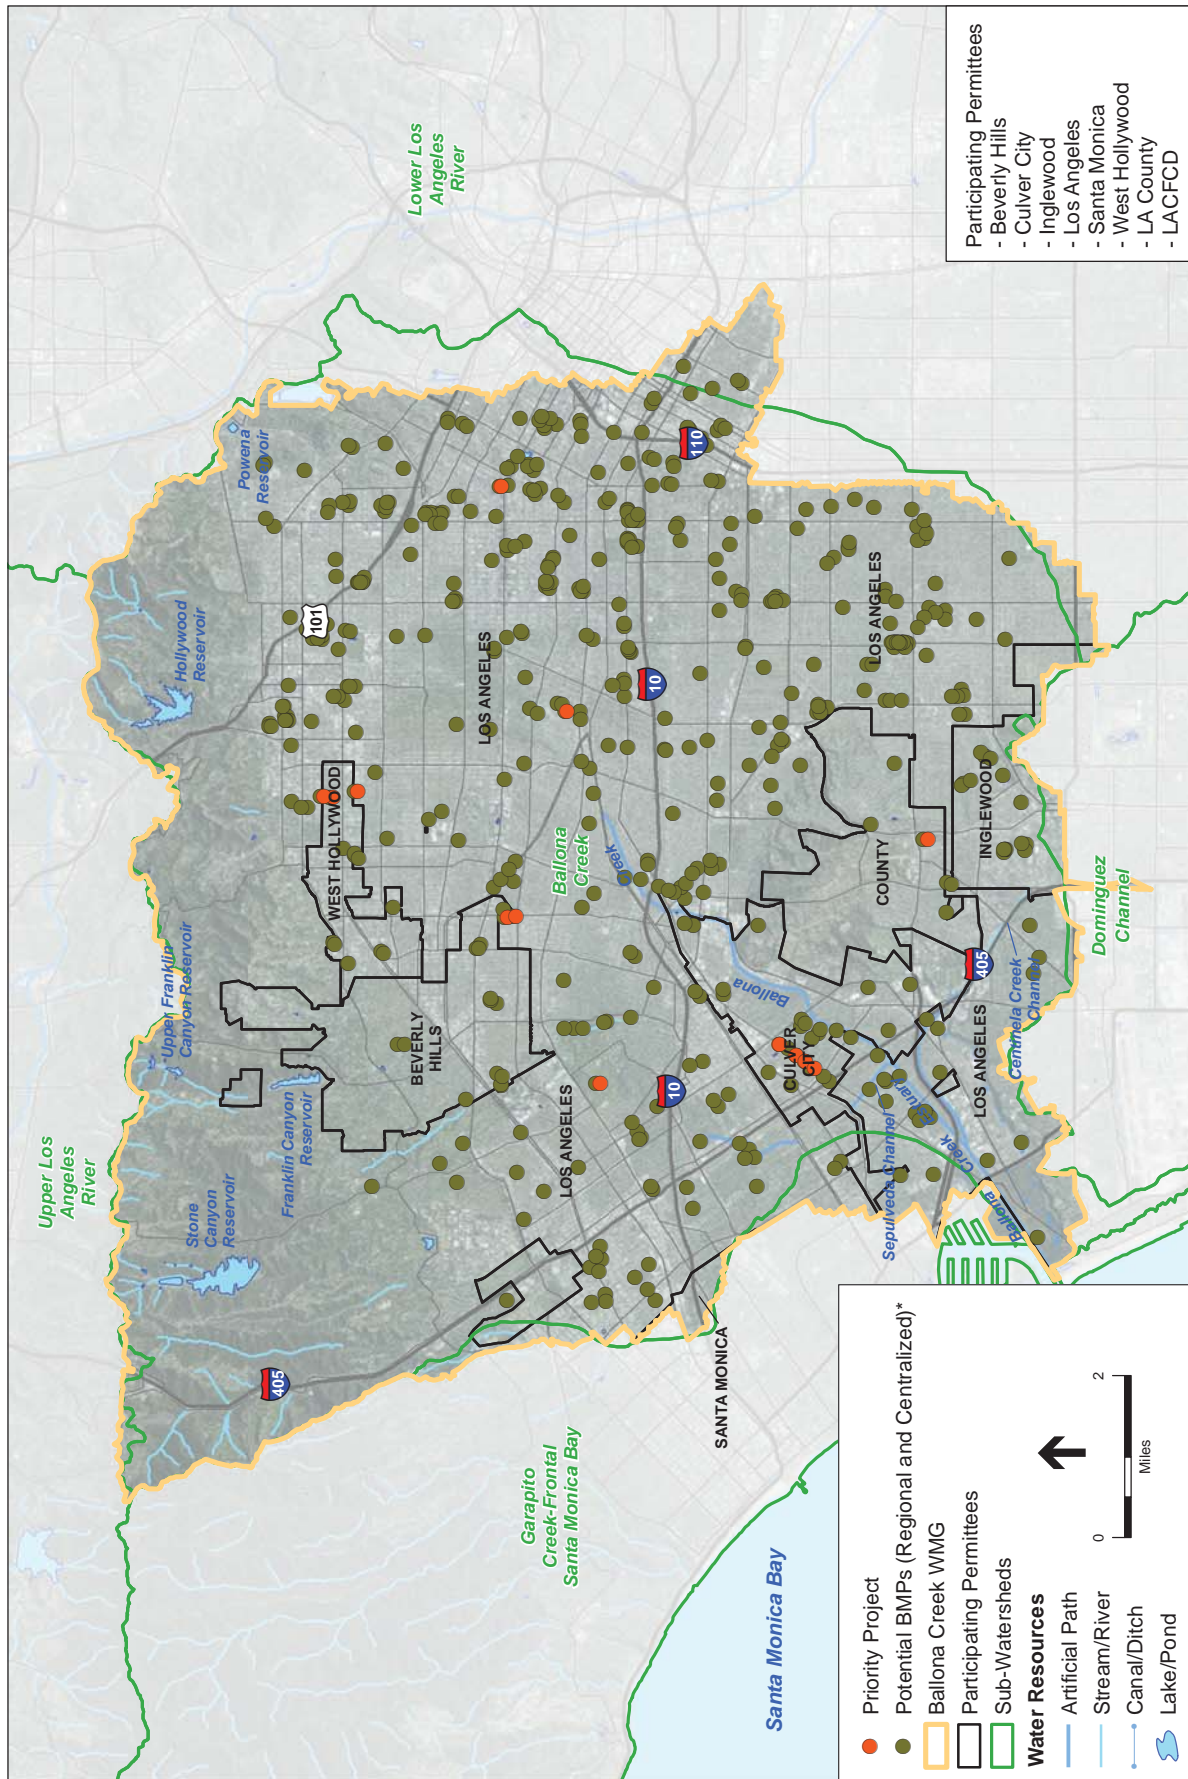 Upper Los
Angeles
River
Lower Los
Angeles
River
Stone
Canyon
Reservoir
Upper Franklin
Canyon Reservoir
Franklin Canyon
Reservoir
Hollywood
Reservoir
Powena
Reservoir
405
101
BEVERLY
HILLS
WEST HOLLYWOOD
LOS ANGELES
LOS ANGELES
Ballona
Creek
Garapito
Creek-Frontal
Santa Monica Bay
10
10
110
SANTA MONICA
Santa Monica Bay
Creek
Ballona
CULVER
CITY
COUNTY
LOS ANGELES
INGLEWOOD
405
LOS ANGELES
Sepulveda Channel
Estuary
Creek
Ballona
Centinela Creek
Channel
Dominguez
Channel
Priority Project
Potential BMPs (Regional and Centralized)*
Ballona Creek WMG
Participating Permittees
Sub-Watersheds
Water Resources
Artificial Path
Stream/River
Canal/Ditch
Lake/Pond
0
2
Miles
Participating Permittees
- Beverly Hills
- Culver City
- Inglewood
- Los Angeles
- Santa Monica
- West Hollywood
- LA County
- LACFCD